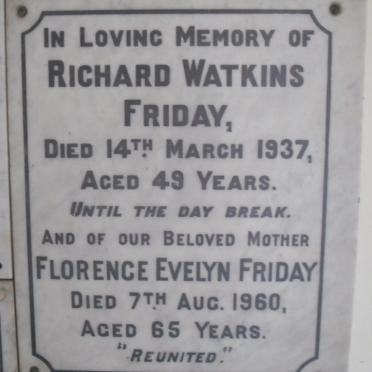 In Loving Memory of
Richard Watkins
Friday,
Died 14th March 1937,
Aged 49 Years.
Until the day break.
And of our Beloved Mother
Florence Evelyn Friday
Died 7th Aug. 1960,
Aged 65 Years.
"Reunited."